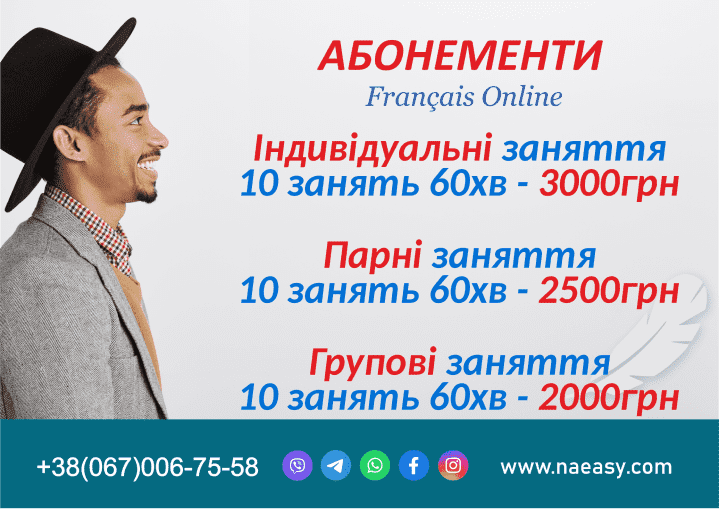 АБОНЕМЕНТИ
Français Online
Індивідуальні заняття
10 занять 60хв - 3000грн
Парні заняття
10 занять 60хв - 2500грн
Групові заняття
10 занять 60хв - 2000грн
+38(067)006-75-58
www.naeasy.com